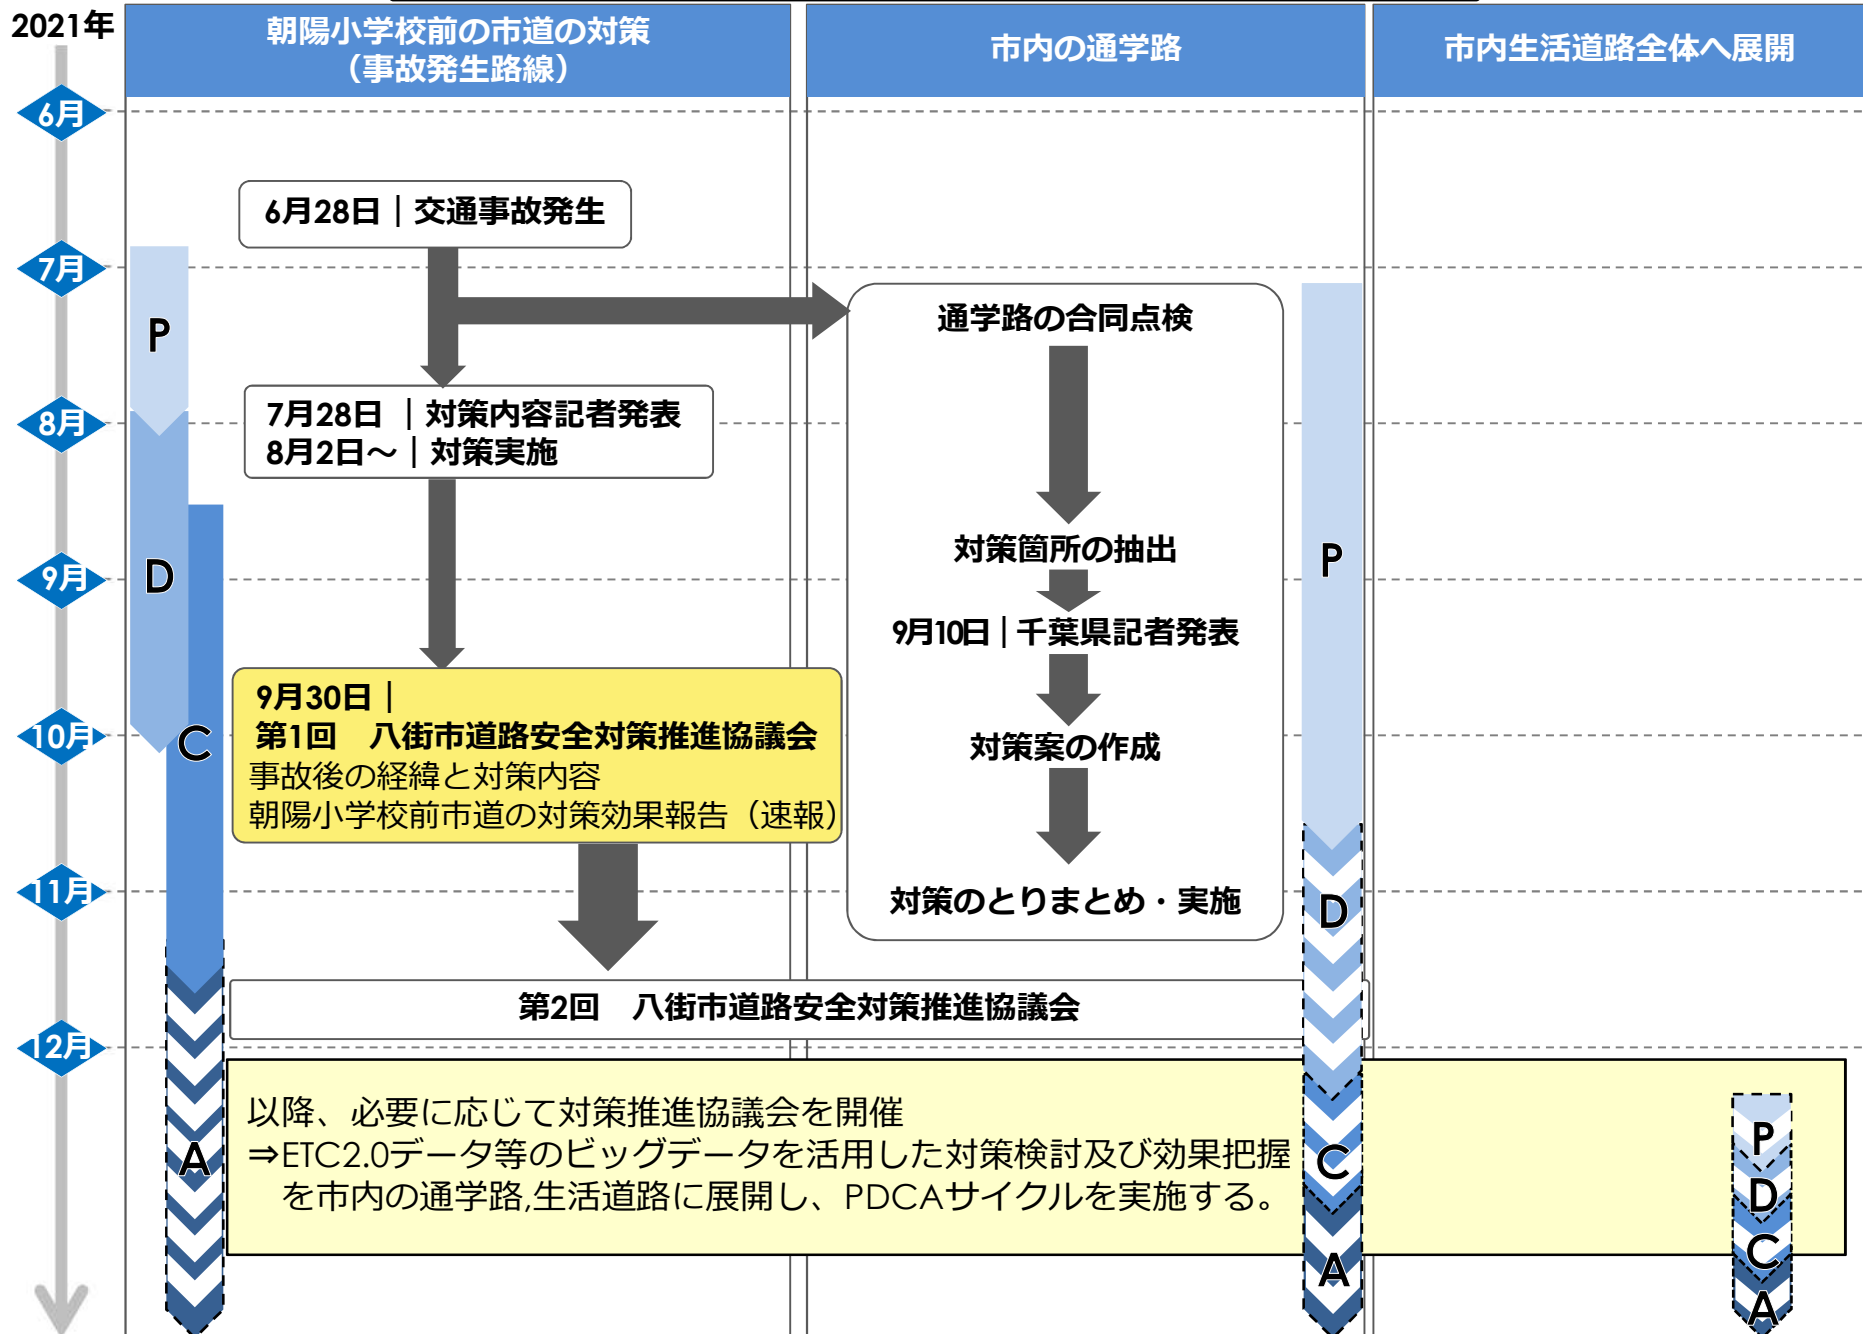 2021年
朝陽小学校前の市道の対策
（事故発生路線）
市内の通学路
市内生活道路全体へ展開
6月
6月28日｜交通事故発生
7月
通学路の合同点検
P
7月28日 ｜対策内容記者発表
8月2日～｜対策実施
8月
対策箇所の抽出
P
9月
D
9月10日｜千葉県記者発表
9月30日｜
第1回　八街市道路安全対策推進協議会
事故後の経緯と対策内容
朝陽小学校前市道の対策効果報告（速報）
10月
C
対策案の作成
11月
対策のとりまとめ・実施
D
第2回　八街市道路安全対策推進協議会
12月
以降、必要に応じて対策推進協議会を開催
⇒ETC2.0データ等のビッグデータを活用した対策検討及び効果把握
を市内の通学路,生活道路に展開し、PDCAサイクルを実施する。
A
C
A
P
D
C
A